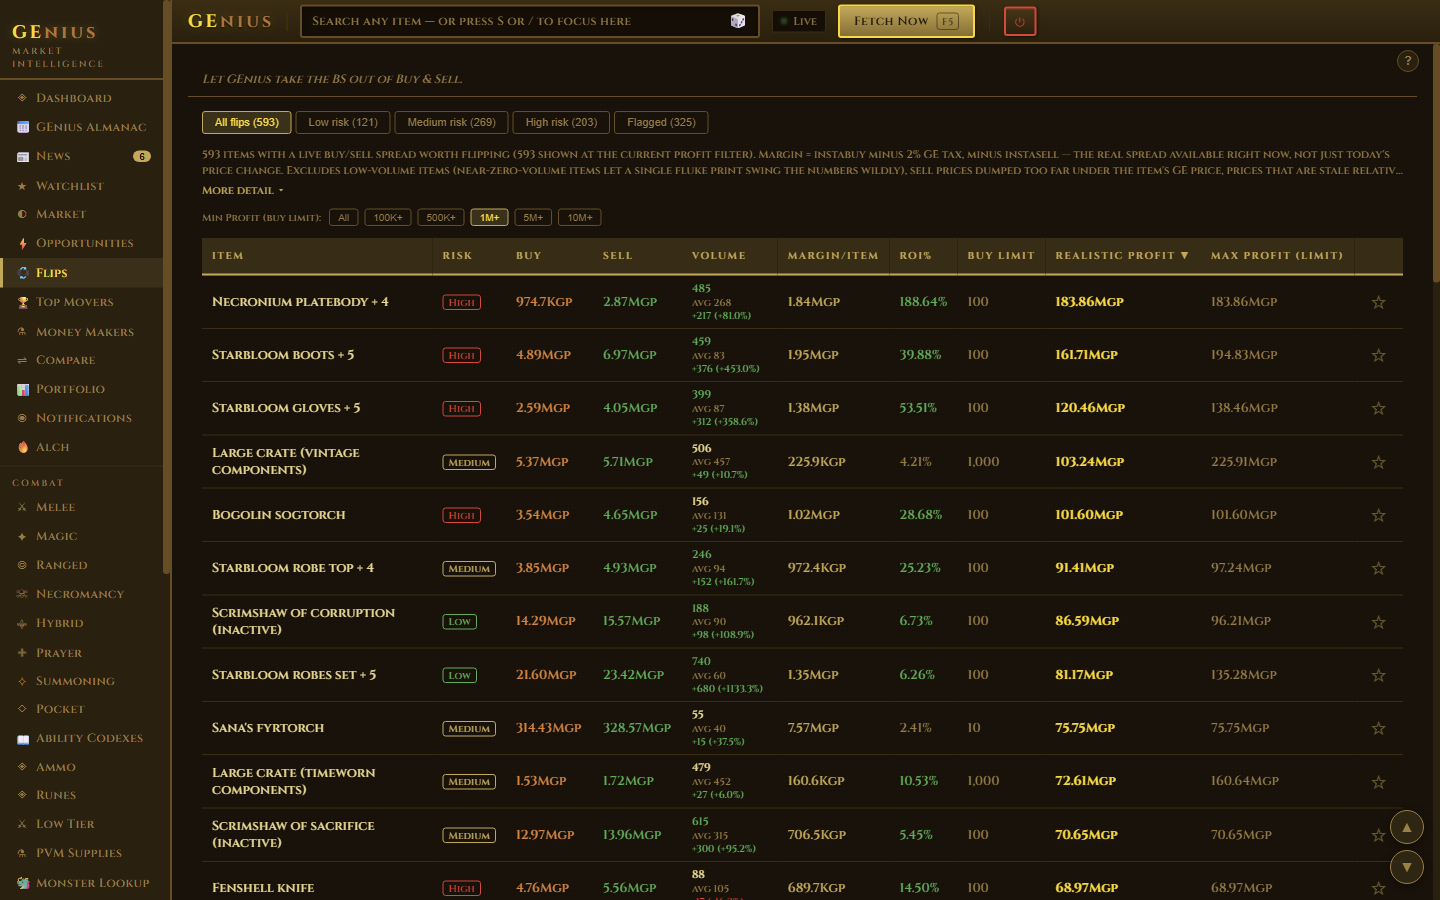 GENIUS
MARKET
INTELLIGENCE
GENIUS
SEARCH ANY ITEM — OR PRESS S OR / TO FOCUS HERE
LIVE
FETCH NOW F5
DASHBOARD
GENIUS ALMANAC
NEWS 6
WATCHLIST
MARKET
OPPORTUNITIES
FLIPS
TOP MOVERS
MONEY MAKERS
COMPARE
PORTFOLIO
NOTIFICATIONS
ALCH
COMBAT
MELEE
MAGIC
RANGED
NECROMANCY
HYBRID
PRAYER
SUMMONING
POCKET
ABILITY CODEXES
AMMO
RUNES
LOW TIER
PVM SUPPLIES
MONSTER LOOKUP
?
LET GENIUS TAKE THE BS OUT OF BUY & SELL.
All flips (593) Low risk (121) Medium risk (269) High risk (203) Flagged (325)
593 ITEMS WITH A LIVE BUY/SELL SPREAD WORTH FLIPPING (593 SHOWN AT THE CURRENT PROFIT FILTER). MARGIN = INSTABUY MINUS 2% GE TAX, MINUS INSTASELL — THE REAL SPREAD AVAILABLE RIGHT NOW, NOT JUST TODAY'S
PRICE CHANGE. EXCLUDES LOW-VOLUME ITEMS (NEAR-ZERO-VOLUME ITEMS LET A SINGLE FLUKE PRINT SWING THE NUMBERS WILDLY), SELL PRICES DUMPED TOO FAR UNDER THE ITEM'S GE PRICE, PRICES THAT ARE STALE RELATIV...
MORE DETAIL
MIN PROFIT (BUY LIMIT): All 100K+ 500K+ 1M+ 5M+ 10M+
ITEM RISK BUY SELL VOLUME MARGIN/ITEM ROI% BUY LIMIT REALISTIC PROFIT ▼ MAX PROFIT (LIMIT)
NECRONIUM PLATEBODY + 4 HIGH 974.7KGP 2.87MGP 485 1.84MGP 188.64% 100 183.86MGP 183.86MGP
AVG 268
+217 (+81.0%)
STARBLOOM BOOTS + 5 HIGH 4.89MGP 6.97MGP 459 1.95MGP 39.88% 100 161.71MGP 194.83MGP
AVG 83
+376 (+453.0%)
STARBLOOM GLOVES + 5 HIGH 2.59MGP 4.05MGP 399 1.38MGP 53.51% 100 120.46MGP 138.46MGP
AVG 87
+312 (+358.6%)
LARGE CRATE (VINTAGE COMPONENTS) MEDIUM 5.37MGP 5.71MGP 506 225.9KGP 4.21% 1,000 103.24MGP 225.91MGP
AVG 457
+49 (+10.7%)
BOGOLIN SOGTORCH HIGH 3.54MGP 4.65MGP 156 1.02MGP 28.68% 100 101.60MGP 101.60MGP
AVG 131
+25 (+19.1%)
STARBLOOM ROBE TOP + 4 MEDIUM 3.85MGP 4.93MGP 246 972.4KGP 25.23% 100 91.41MGP 97.24MGP
AVG 94
+152 (+161.7%)
SCRIMSHAW OF CORRUPTION (INACTIVE) LOW 14.29MGP 15.57MGP 188 962.1KGP 6.73% 100 86.59MGP 96.21MGP
AVG 90
+98 (+108.9%)
STARBLOOM ROBES SET + 5 LOW 21.60MGP 23.42MGP 740 1.35MGP 6.26% 100 81.17MGP 135.28MGP
AVG 60
+680 (+1133.3%)
SANA'S FYRTORCH MEDIUM 314.43MGP 328.57MGP 55 7.57MGP 2.41% 10 75.75MGP 75.75MGP
AVG 40
+15 (+37.5%)
LARGE CRATE (TIMEWORN COMPONENTS) MEDIUM 1.53MGP 1.72MGP 479 160.6KGP 10.53% 1,000 72.61MGP 160.64MGP
AVG 452
+27 (+6.0%)
SCRIMSHAW OF SACRIFICE (INACTIVE) MEDIUM 12.97MGP 13.96MGP 615 706.5KGP 5.45% 100 70.65MGP 70.65MGP
AVG 315
+300 (+95.2%)
FENSHELL KNIFE HIGH 4.76MGP 5.56MGP 88 689.7KGP 14.50% 100 68.97MGP 68.97MGP
AVG 105